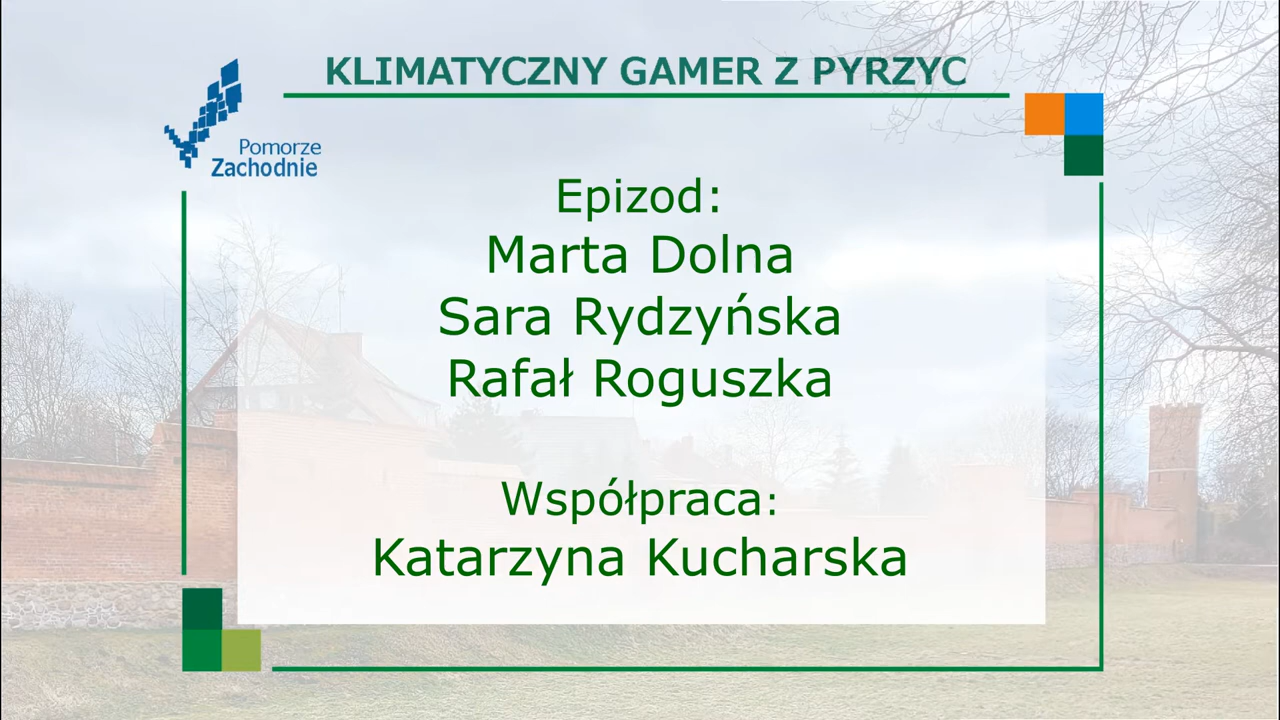 KLIMATYCZNY GAMER Z PYRZYC
Pomorze
Zachodnie
Epizod:
Marta Dolna
Sara Rydzyńska
Rafał Roguszka
Współpraca:
Katarzyna Kucharska